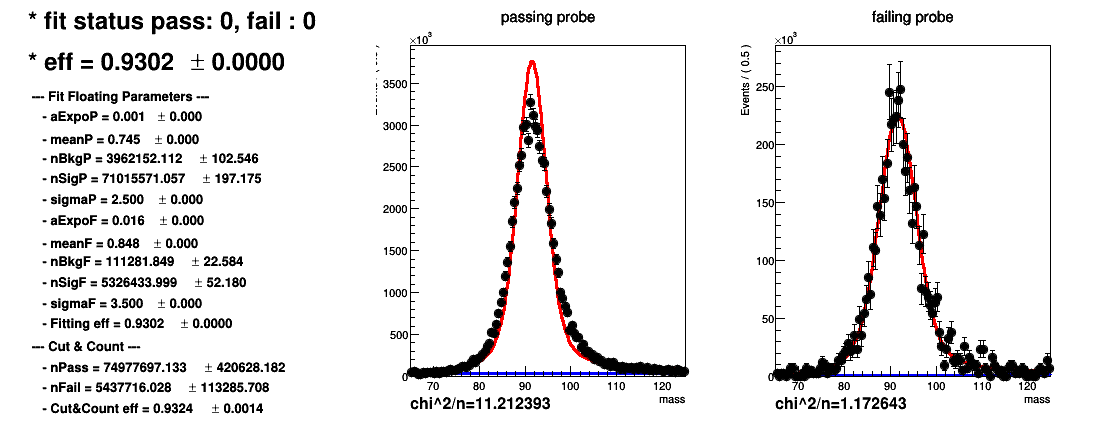 * fit status pass: 0, fail : 0
* eff = 0.9302 ± 0.0000
--- Fit Floating Parameters ---
- aExpoP = 0.001 ± 0.000
- meanP = 0.745 ± 0.000
- nBkgP = 3962152.112 ± 102.546
- nSigP = 71015571.057 ± 197.175
- sigmaP = 2.500 ± 0.000
- aExpoF = 0.016 ± 0.000
- meanF = 0.848 ± 0.000
- nBkgF = 111281.849 ± 22.584
- nSigF = 5326433.999 ± 52.180
- sigmaF = 3.500 ± 0.000
- Fitting eff = 0.9302 ± 0.0000
--- Cut & Count ---
- nPass = 74977697.133 ± 420628.182
- nFail = 5437716.028 ± 113285.708
- Cut&Count eff = 0.9324 ± 0.0014
passing probe
×10³
3500
3000
2500
2000
1500
1000
500
0
70 80 90 100 110 120
mass
chi^2/n=11.212393
failing probe
×10³
Events / ( 0.5 )
250
200
150
100
50
0
70 80 90 100 110 120
mass
chi^2/n=1.172643